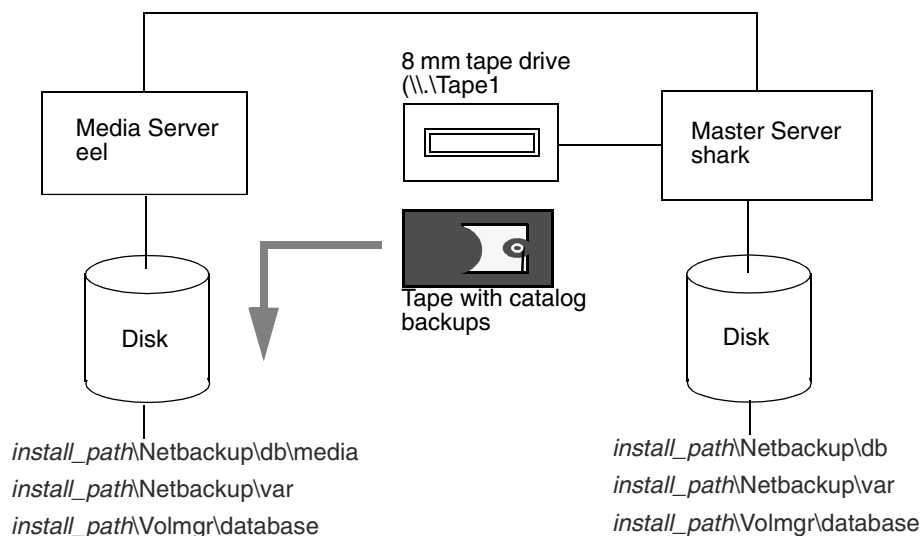 8 mm tape drive
(\\.\Tape1
Media Server
eel
Master Server
shark
Tape with catalog
backups
Disk
Disk
install_path\Netbackup\db\media
install_path\Netbackup\var
install_path\Volmgr\database
install_path\Netbackup\db
install_path\Netbackup\var
install_path\Volmgr\database